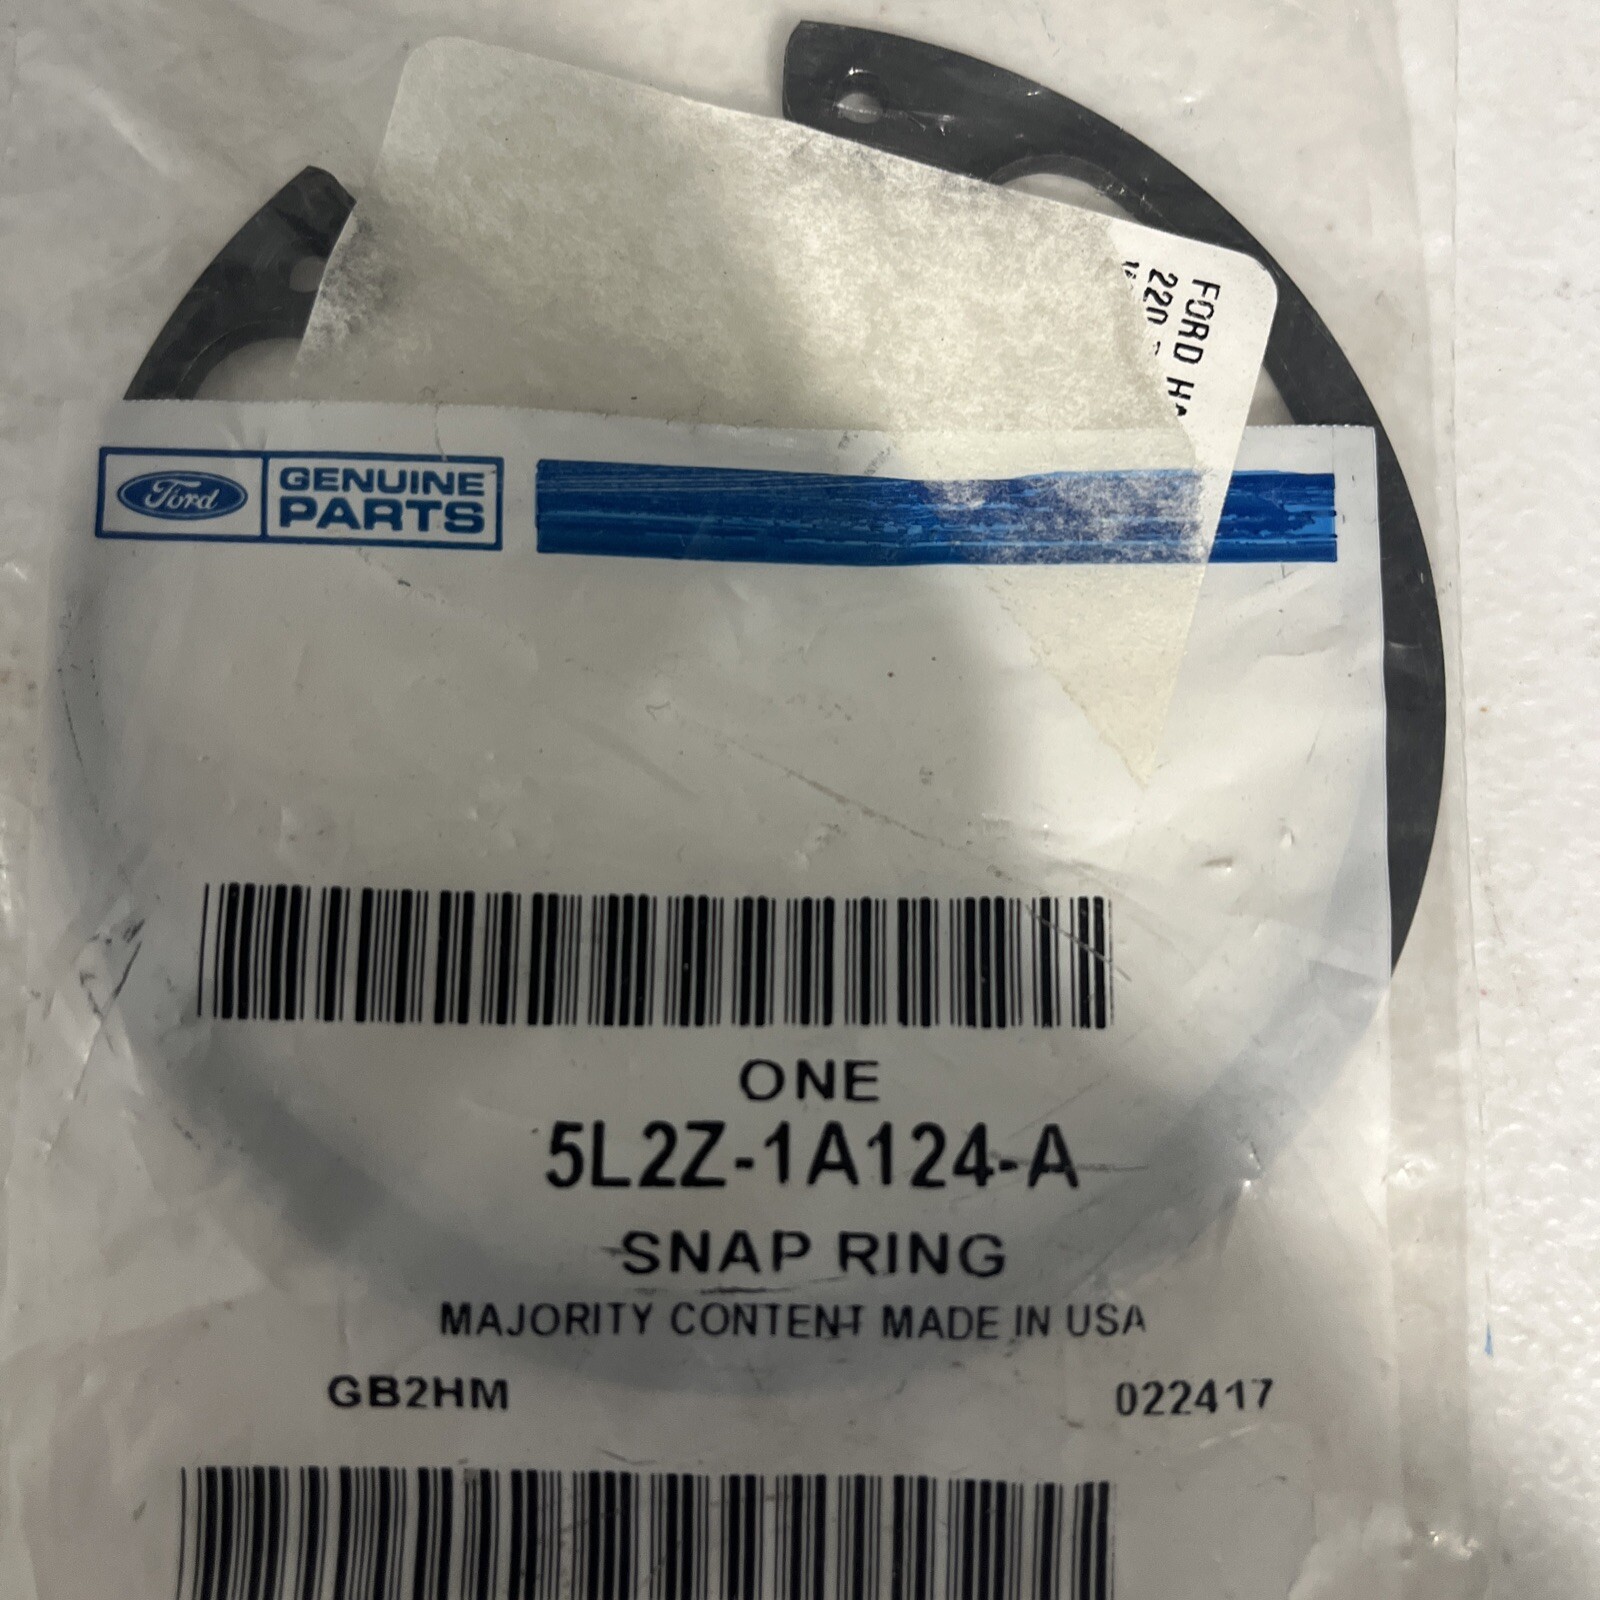 FORD
220
Ford
GENUINE
PARTS
ONE
5L2Z-1A124-A
SNAP RING
MAJORITY CONTENT MADE IN USA
GB2HM
022417